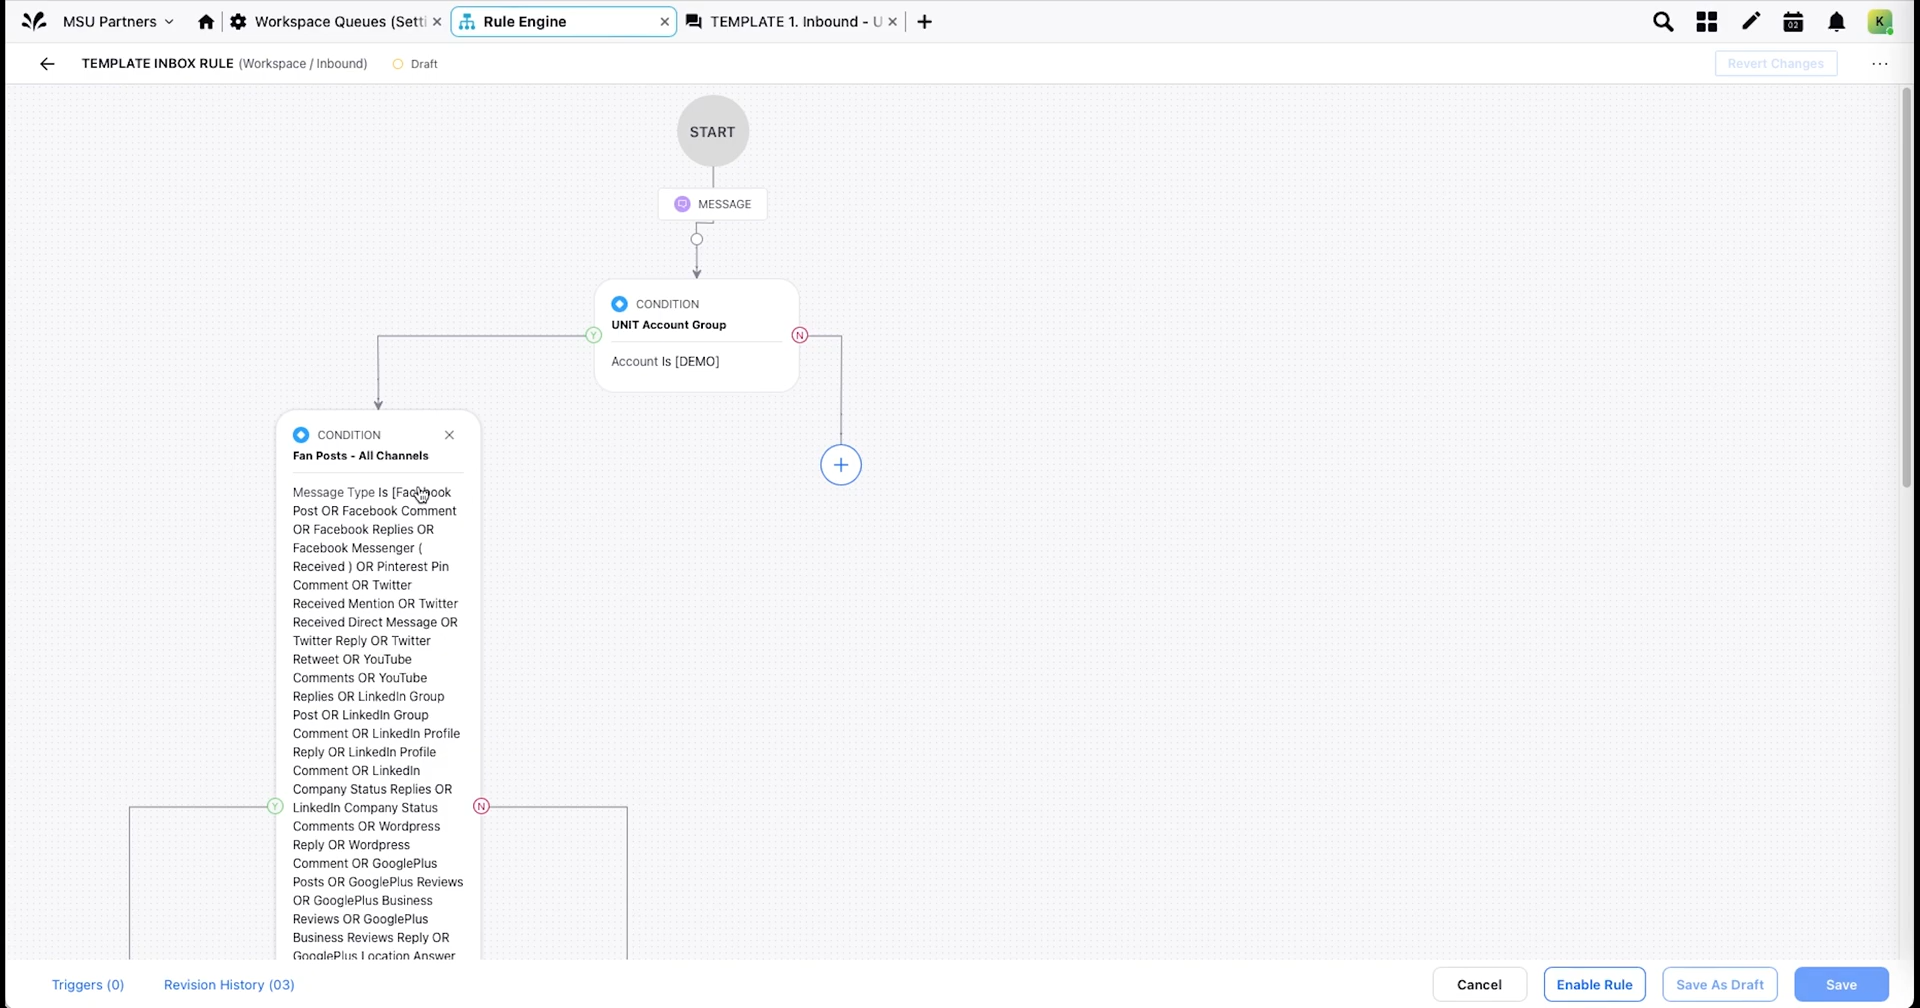 MSU Partners
Workspace Queues (Setti
Rule Engine
TEMPLATE 1. Inbound - U
02
K
TEMPLATE INBOX RULE (Workspace / Inbound)
Draft
Revert Changes
START
MESSAGE
CONDITION
UNIT Account Group
Y
N
Account Is [DEMO]
CONDITION
Fan Posts - All Channels
Message Type Is [Facebook
Post OR Facebook Comment
OR Facebook Replies OR
Facebook Messenger (
Received ) OR Pinterest Pin
Comment OR Twitter
Received Mention OR Twitter
Received Direct Message OR
Twitter Reply OR Twitter
Retweet OR YouTube
Comments OR YouTube
Replies OR LinkedIn Group
Post OR LinkedIn Group
Comment OR LinkedIn Profile
Reply OR LinkedIn Profile
Comment OR LinkedIn
Company Status Replies OR
Y
LinkedIn Company Status
N
Comments OR Wordpress
Reply OR Wordpress
Comment OR GooglePlus
Posts OR GooglePlus Reviews
OR GooglePlus Business
Reviews OR GooglePlus
Business Reviews Reply OR
GooglePlus Location Answer
Triggers (0)
Revision History (03)
Cancel
Enable Rule
Save As Draft
Save